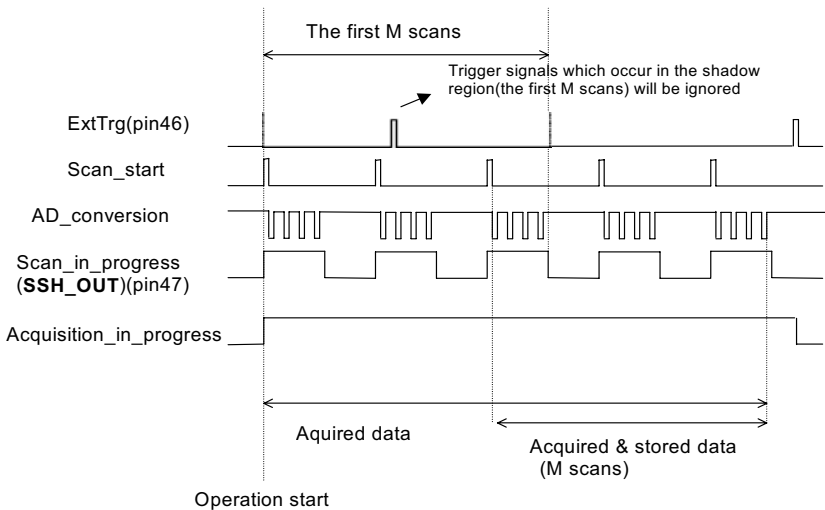 The first M scans
Trigger signals which occur in the shadow
region(the first M scans) will be ignored
ExtTrg(pin46)
Scan_start
AD_conversion
Scan_in_progress
(SSH_OUT)(pin47)
Acquisition_in_progress
Aquired data
Acquired & stored data
(M scans)
Operation start